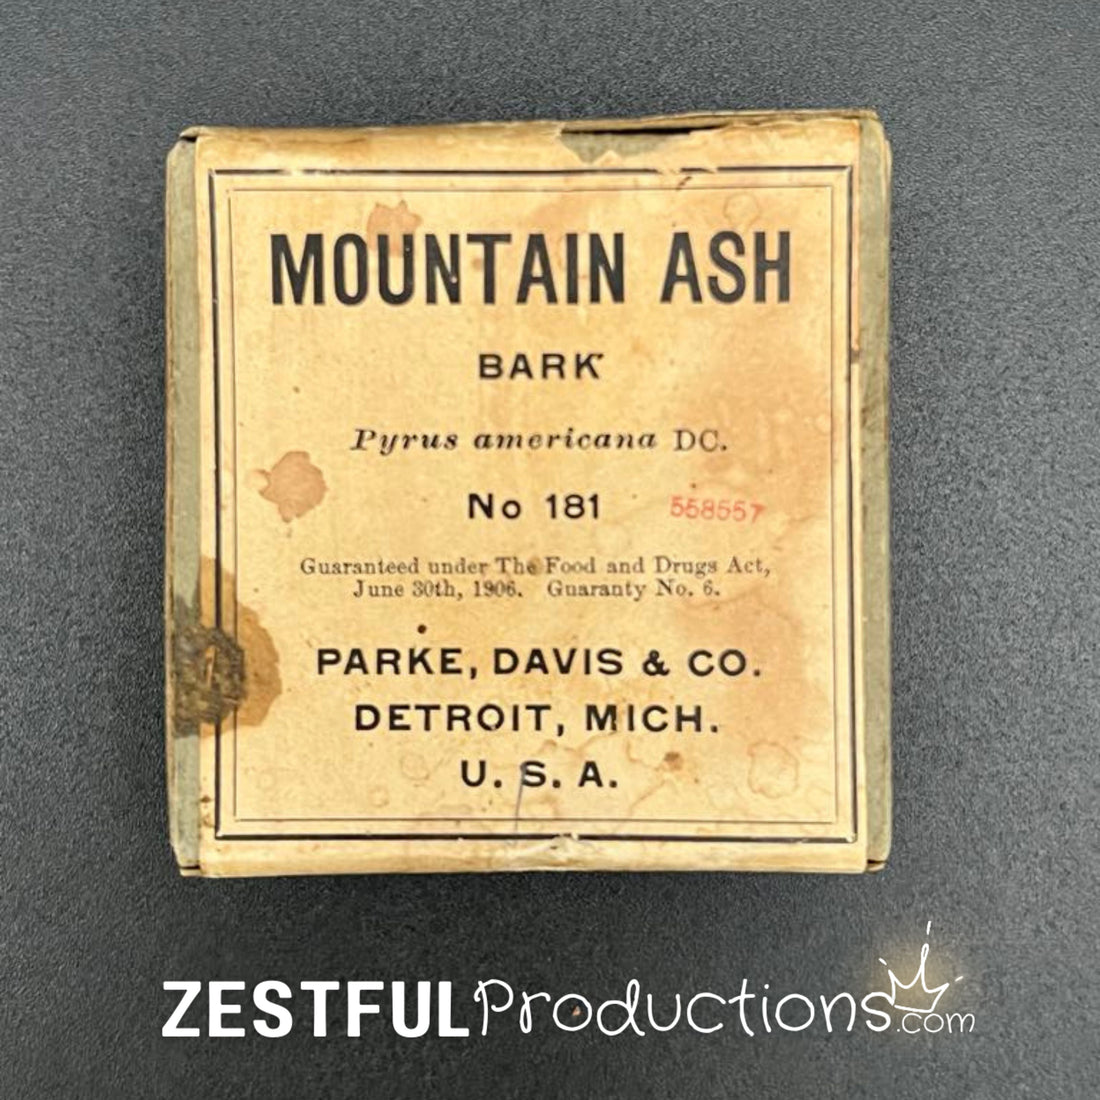 MOUNTAIN ASH
BARK
Pyrus americana DC.
No 181 558557
Guaranteed under The Food and Drugs Act,
June 30th, 1906. Guaranty No. 6.
PARKE, DAVIS & CO.
DETROIT, MICH.
U. S. A.
ZESTFULProductions.com